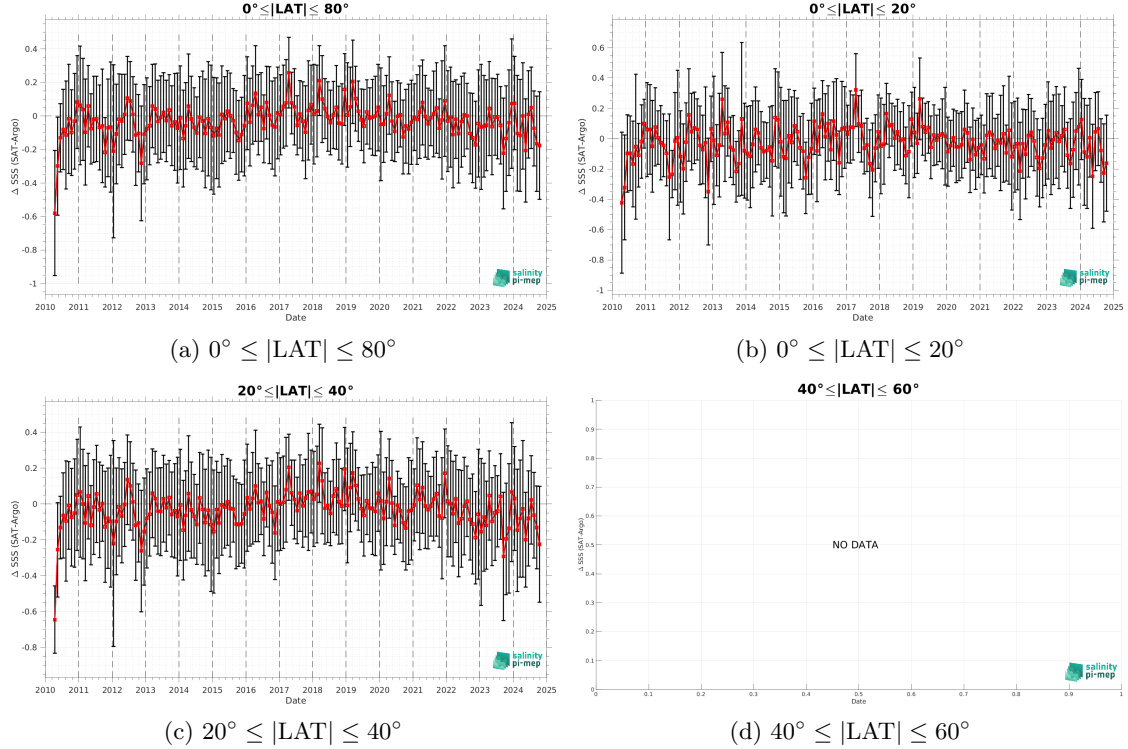 0°≤|LAT|≤ 80°
Δ SSS (SAT-Argo)
0.4
0.2
0
-0.2
-0.4
-0.6
-0.8
-1
2010 2011 2012 2013 2014 2015 2016 2017 2018 2019 2020 2021 2022 2023 2024 2025
Date
salinity
pi-mep
(a) 0° ≤ |LAT| ≤ 80°
0°≤|LAT|≤ 20°
Δ SSS (SAT-Argo)
0.6
0.4
0.2
0
-0.2
-0.4
-0.6
-0.8
-1
2010 2011 2012 2013 2014 2015 2016 2017 2018 2019 2020 2021 2022 2023 2024 2025
Date
salinity
pi-mep
(b) 0° ≤ |LAT| ≤ 20°
20°≤|LAT|≤ 40°
Δ SSS (SAT-Argo)
0.4
0.2
0
-0.2
-0.4
-0.6
-0.8
2010 2011 2012 2013 2014 2015 2016 2017 2018 2019 2020 2021 2022 2023 2024 2025
Date
salinity
pi-mep
(c) 20° ≤ |LAT| ≤ 40°
40°≤|LAT|≤ 60°
Δ SSS (SAT-Argo)
1
0.9
0.8
0.7
0.6
0.5
0.4
0.3
0.2
0.1
0
NO DATA
0 0.1 0.2 0.3 0.4 0.5 0.6 0.7 0.8 0.9 1
Date
salinity
pi-mep
(d) 40° ≤ |LAT| ≤ 60°